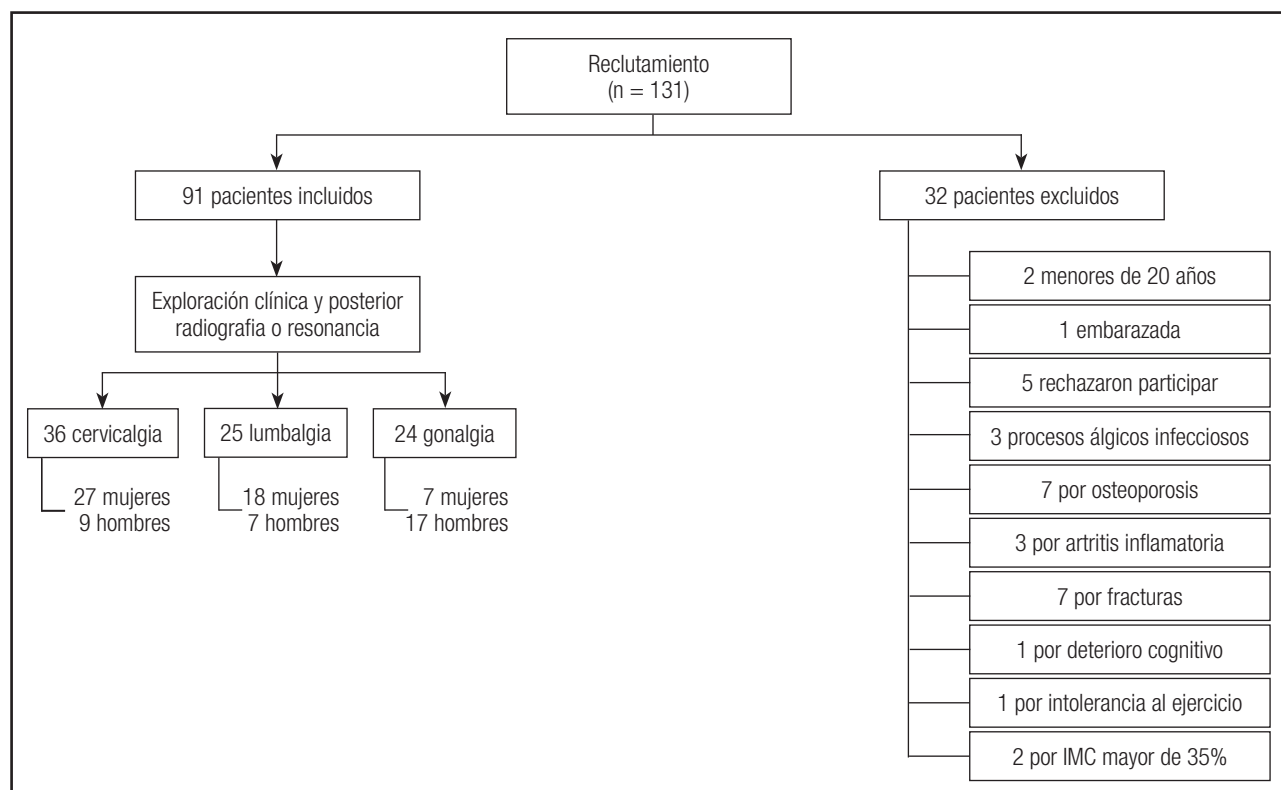 Reclutamiento
(n = 131)
91 pacientes incluidos
32 pacientes excluidos
Exploración clínica y posterior
radiografia o resonancia
36 cervicalgia
25 lumbalgia
24 gonalgia
27 mujeres
9 hombres
18 mujeres
7 hombres
7 mujeres
17 hombres
2 menores de 20 años
1 embarazada
5 rechazaron participar
3 procesos álgicos infecciosos
7 por osteoporosis
3 por artritis inflamatoria
7 por fracturas
1 por deterioro cognitivo
1 por intolerancia al ejercicio
2 por IMC mayor de 35%